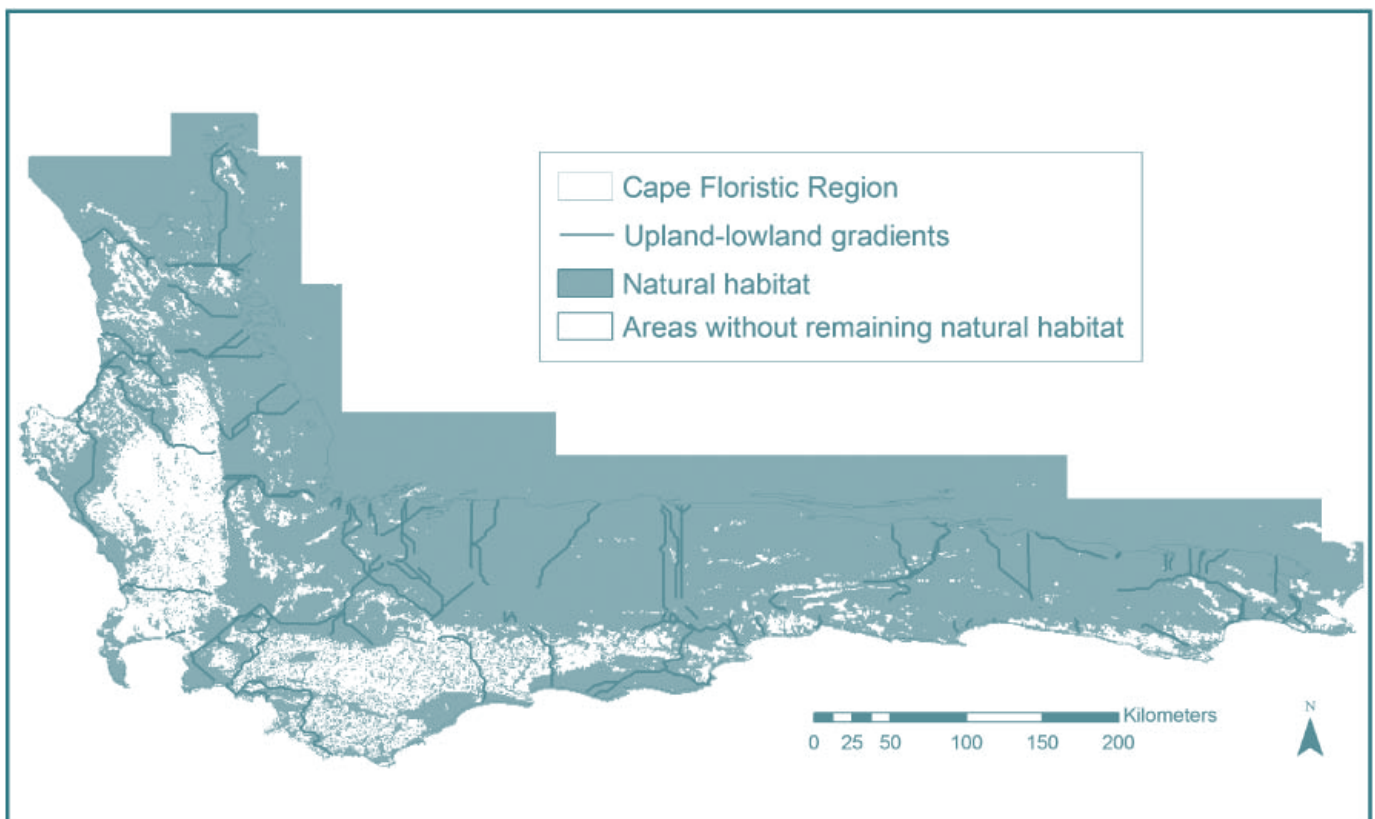 Cape Floristic Region
Upland-lowland gradients
Natural habitat
Areas without remaining natural habitat
N
Kilometers
0 25 50 100 150 200